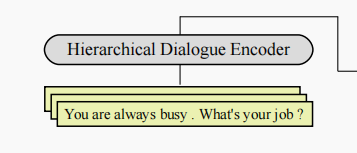 Hierarchical Dialogue Encoder
You are always busy . What's your job ?